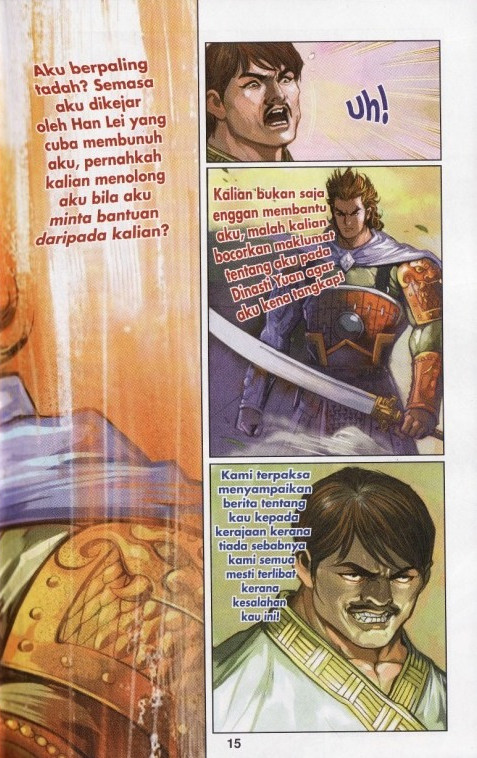 Aku berpaling
tadah? Semasa
aku dikejar
oleh Han Lei yang
cuba membunuh
aku, pernahkah
kalian menolong
aku bila aku
minta bantuan
daripada kalian?
uh!
Kalian bukan saja
enggan membantu
aku, malah kalian
bocorkan maklumat
tentang aku pada
Dinasti Yuan agar
aku kena tangkap!
Kami terpaksa
menyampaikan
berita tentang
kau kepada
kerajaan kerana
tiada sebabnya
kami semua
mesti terlibat
kerana
kesalahan
kau ini!
15